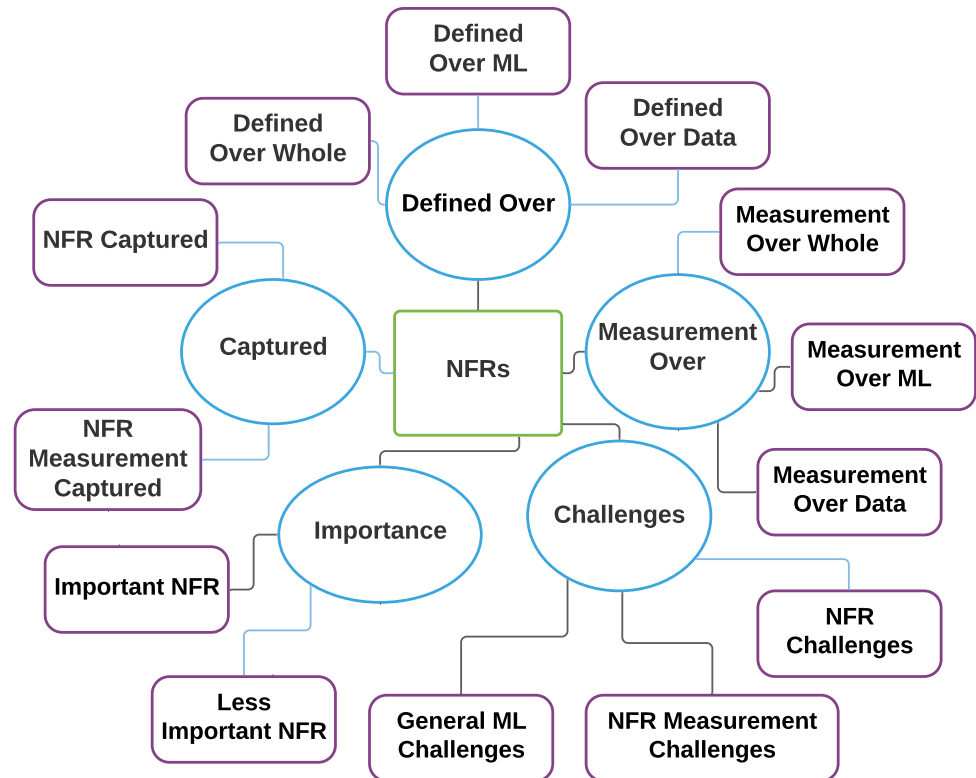 Defined
Over ML
Defined
Over Whole
Defined
Over Data
Defined Over
NFR Captured
Measurement
Over Whole
Captured
NFRs
Measurement
Over
Measurement
Over ML
NFR
Measurement
Captured
Measurement
Over Data
Importance
Challenges
Important NFR
NFR
Challenges
Less
Important NFR
General ML
Challenges
NFR Measurement
Challenges